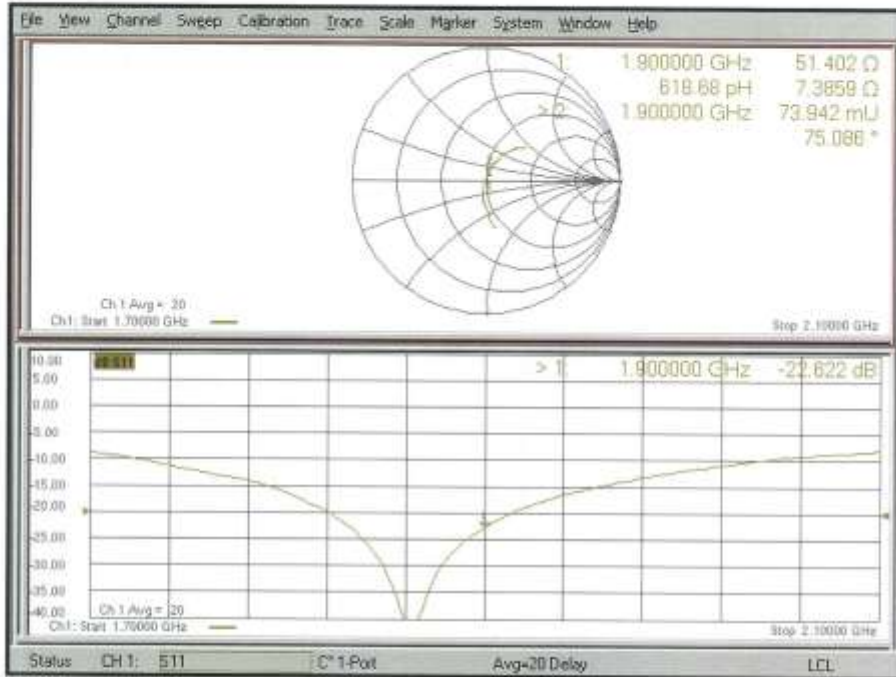 File View Channel Sweep Calibration Trace Scale Marker System Window Help
1: 1.900000 GHz 51.402 Ω
618.68 pH 7.3859 Ω
> 2: 1.900000 GHz 73.942 mU
75.086 °
Ch 1 Avg = 20
Ch1: Start 1.70000 GHz
Stop 2.10000 GHz
10.00
dB S11
> 1: 1.900000 GHz -22.622 dB
5.00
0.00
-5.00
-10.00
-15.00
-20.00
-25.00
-30.00
-35.00
-40.00
1
Ch 1 Avg = 20
Ch1: Start 1.70000 GHz
Stop 2.10000 GHz
Status CH 1: S11 C* 1-Port Avg=20 Delay LCL